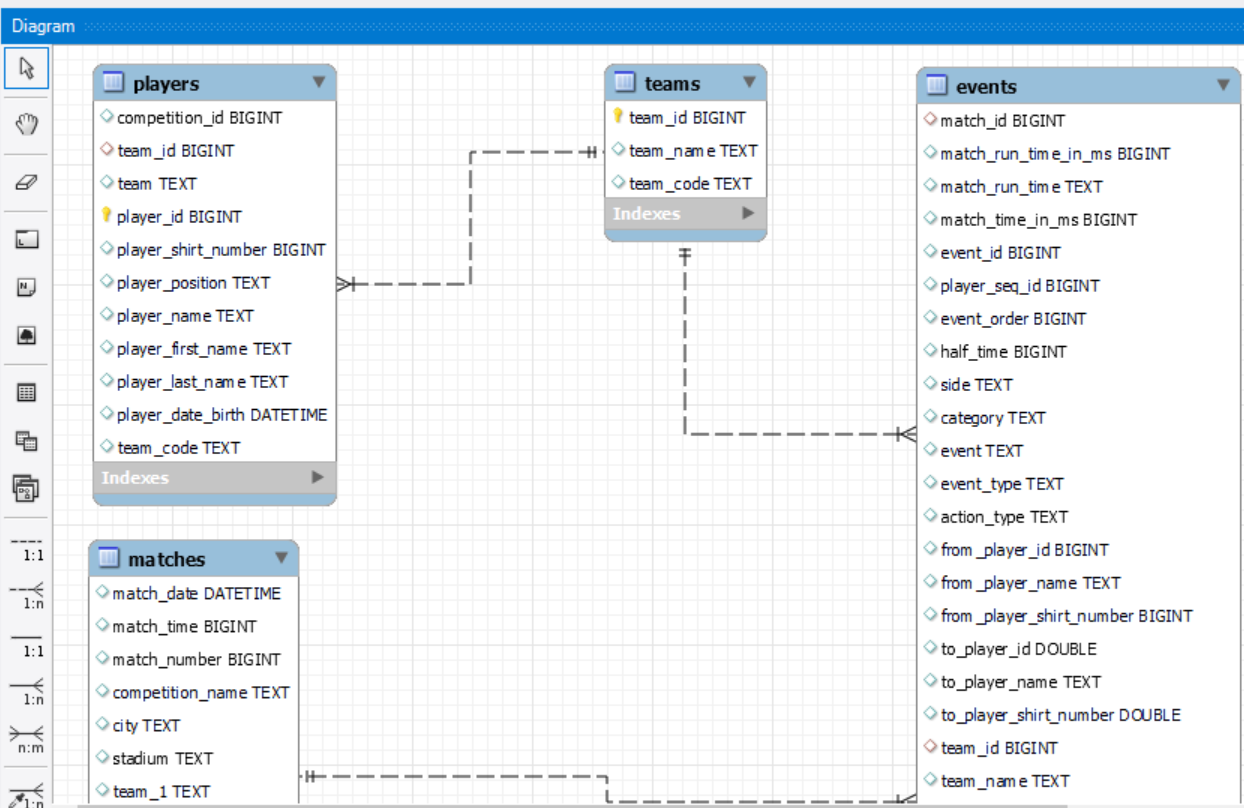 Diagram
players
competition_id BIGINT
team_id BIGINT
team TEXT
player_id BIGINT
player_shirt_number BIGINT
player_position TEXT
player_name TEXT
player_first_name TEXT
player_last_name TEXT
player_date_birth DATETIME
team_code TEXT
Indexes
teams
team_id BIGINT
team_name TEXT
team_code TEXT
Indexes
events
match_id BIGINT
match_run_time_in_ms BIGINT
match_run_time TEXT
match_time_in_ms BIGINT
event_id BIGINT
player_seq_id BIGINT
event_order BIGINT
half_time BIGINT
side TEXT
category TEXT
event TEXT
event_type TEXT
action_type TEXT
from_player_id BIGINT
from_player_name TEXT
from_player_shirt_number BIGINT
to_player_id DOUBLE
to_player_name TEXT
to_player_shirt_number DOUBLE
team_id BIGINT
team_name TEXT
matches
match_date DATETIME
match_time BIGINT
match_number BIGINT
competition_name TEXT
city TEXT
stadium TEXT
team_1 TEXT
1:1
1:n
1:1
1:n
n:m
1:n